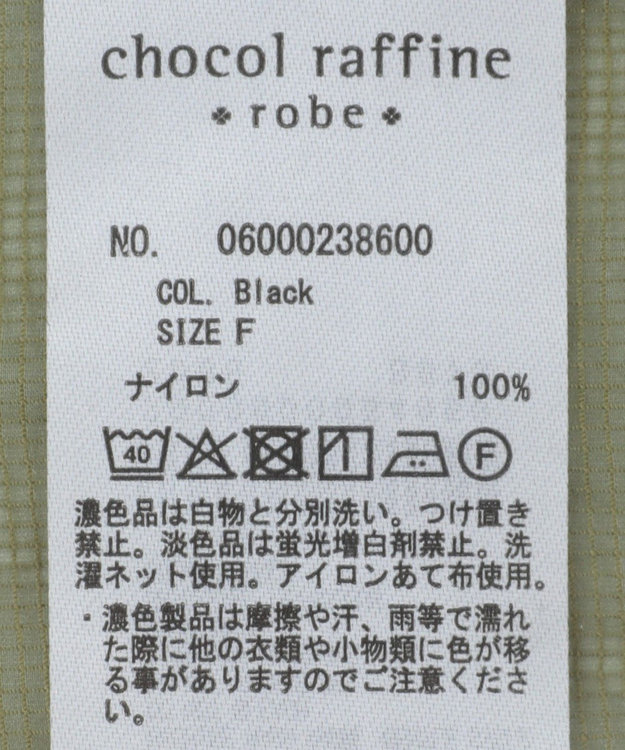 chocol raffine
robe
NO. 06000238600
COL. Black
SIZE F
ナイロン 100%
40 F
濃色品は白物と分別洗い。つけ置き
禁止。淡色品は蛍光増白剤禁止。洗
濯ネット使用。アイロンあて布使用。
・濃色製品は摩擦や汗、雨等で濡れ
た際に他の衣類や小物類に色が移
る事がありますのでご注意くださ
い。